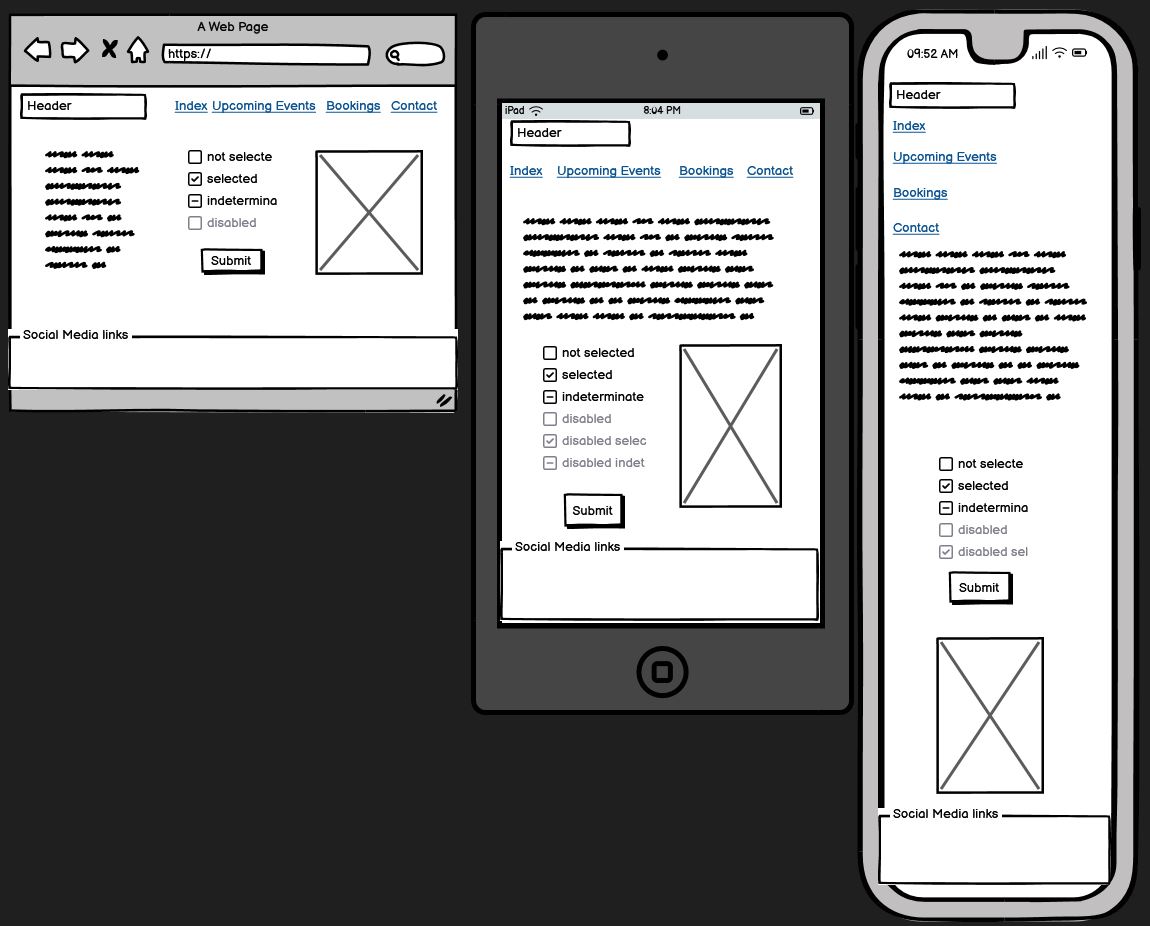 A Web Page
https://
Header
Index Upcoming Events Bookings Contact
not selecte
selected
indetermina
disabled
Submit
Social Media links
iPad 8:04 PM
Header
Index Upcoming Events Bookings Contact
not selected
selected
indeterminate
disabled
disabled selec
disabled indet
Submit
Social Media links
09:52 AM
Header
Index
Upcoming Events
Bookings
Contact
not selecte
selected
indetermina
disabled
disabled sel
Submit
Social Media links